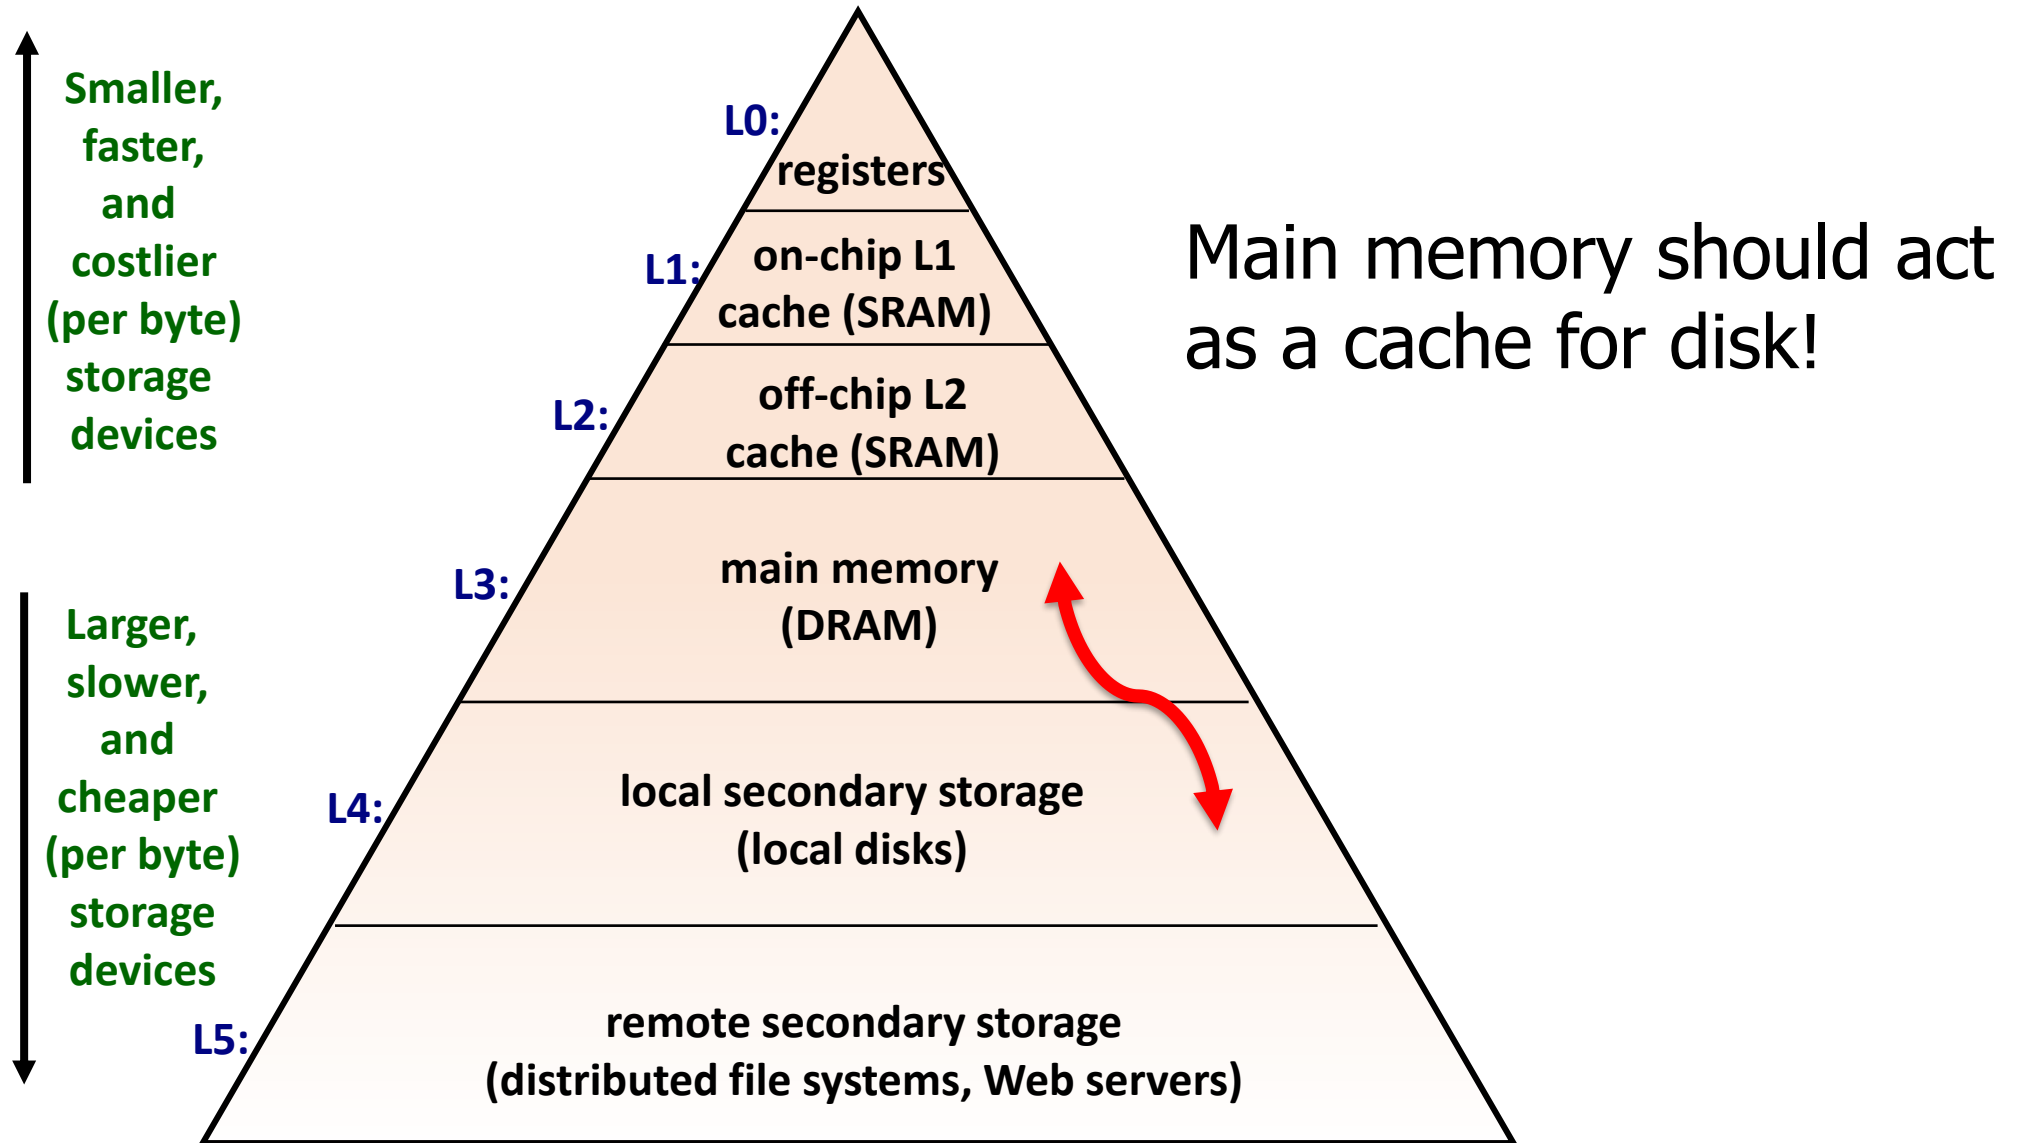 Smaller,
faster,
and
costlier
(per byte)
storage
devices
Larger,
slower,
and
cheaper
(per byte)
storage
devices
L0:
registers
L1:
on-chip L1
cache (SRAM)
L2:
off-chip L2
cache (SRAM)
L3:
main memory
(DRAM)
L4:
local secondary storage
(local disks)
L5:
remote secondary storage
(distributed file systems, Web servers)
Main memory should act
as a cache for disk!